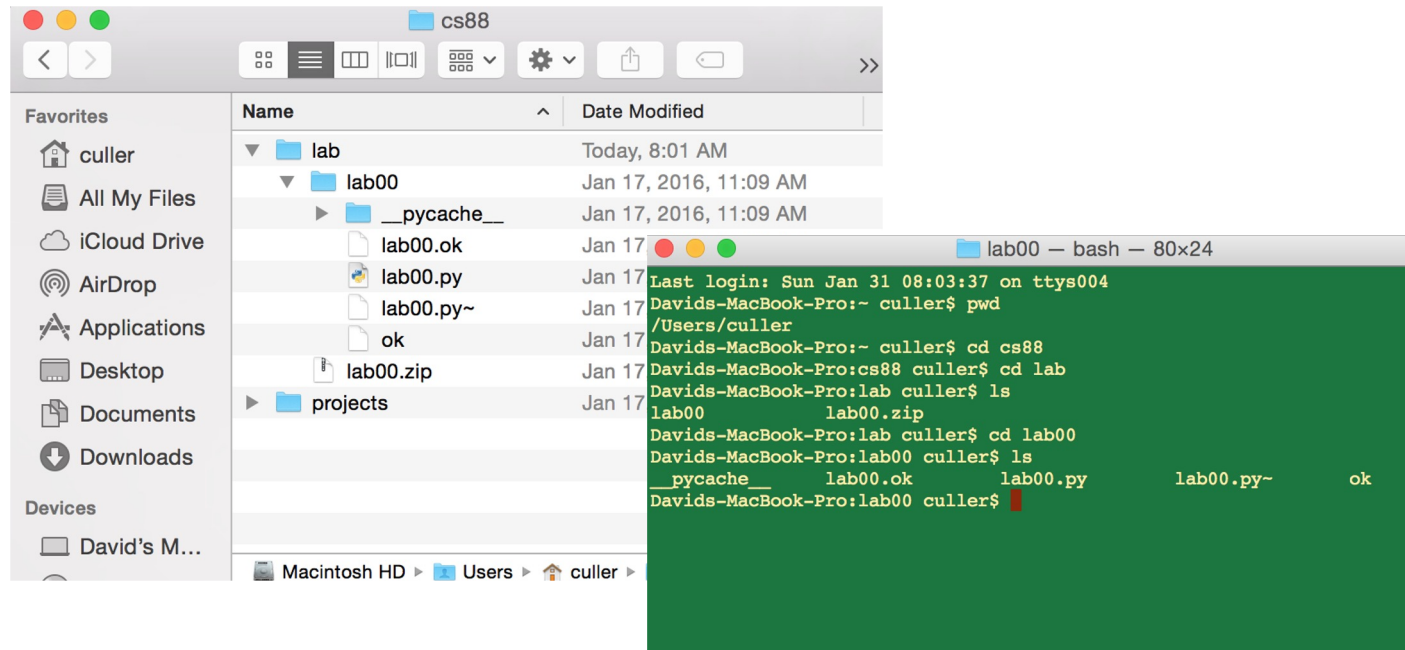 cs88
Favorites
culler
All My Files
iCloud Drive
AirDrop
Applications
Desktop
Documents
Downloads
Devices
David's M...
Name Date Modified
lab Today, 8:01 AM
lab00 Jan 17, 2016, 11:09 AM
__pycache__ Jan 17, 2016, 11:09 AM
lab00.ok Jan 17
lab00.py Jan 17
lab00.py~ Jan 17
ok Jan 17
lab00.zip Jan 17
projects Jan 17
Macintosh HD ▸ Users ▸ culler ▸
lab00 — bash — 80×24
Last login: Sun Jan 31 08:03:37 on ttys004
Davids-MacBook-Pro:~ culler$ pwd
/Users/culler
Davids-MacBook-Pro:~ culler$ cd cs88
Davids-MacBook-Pro:cs88 culler$ cd lab
Davids-MacBook-Pro:lab culler$ ls
lab00 lab00.zip
Davids-MacBook-Pro:lab culler$ cd lab00
Davids-MacBook-Pro:lab00 culler$ ls
__pycache__ lab00.ok lab00.py lab00.py~ ok
Davids-MacBook-Pro:lab00 culler$